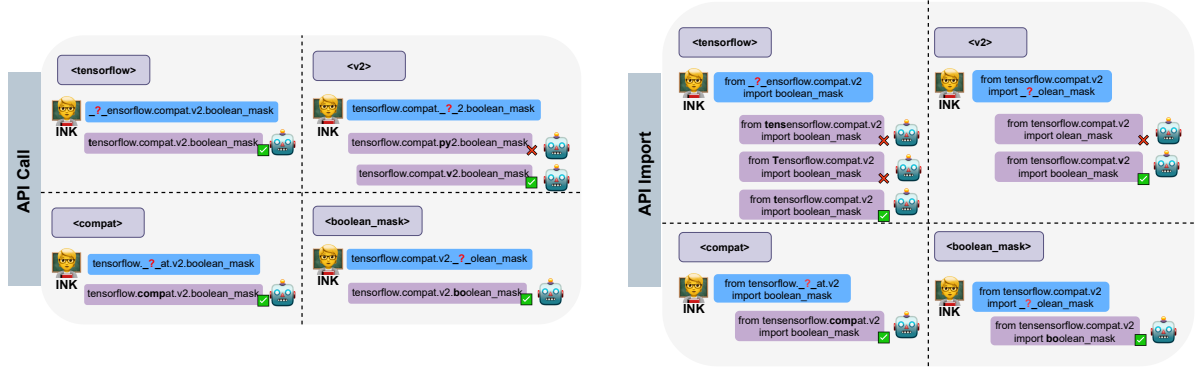 API Call
<tensorflow>
INK
_?_ensorflow.compat.v2.boolean_mask
tensorflow.compat.v2.boolean_mask
<v2>
INK
tensorflow.compat._?_2.boolean_mask
tensorflow.compat.py2.boolean_mask
tensorflow.compat.v2.boolean_mask
<compat>
INK
tensorflow._?_at.v2.boolean_mask
tensorflow.compat.v2.boolean_mask
<boolean_mask>
INK
tensorflow.compat.v2._?_olean_mask
tensorflow.compat.v2.boolean_mask
API Import
<tensorflow>
INK
from _?_ensorflow.compat.v2
import boolean_mask
from tensensorflow.compat.v2
import boolean_mask
from Tensorflow.compat.v2
import boolean_mask
from tensorflow.compat.v2
import boolean_mask
<v2>
INK
from tensorflow.compat.v2
import _?_olean_mask
from tensorflow.compat.v2
import olean_mask
from tensorflow.compat.v2
import boolean_mask
<compat>
INK
from tensorflow._?_at.v2
import boolean_mask
from tensensorflow.compat.v2
import boolean_mask
<boolean_mask>
INK
from tensorflow.compat.v2
import _?_olean_mask
from tensensorflow.compat.v2
import boolean_mask